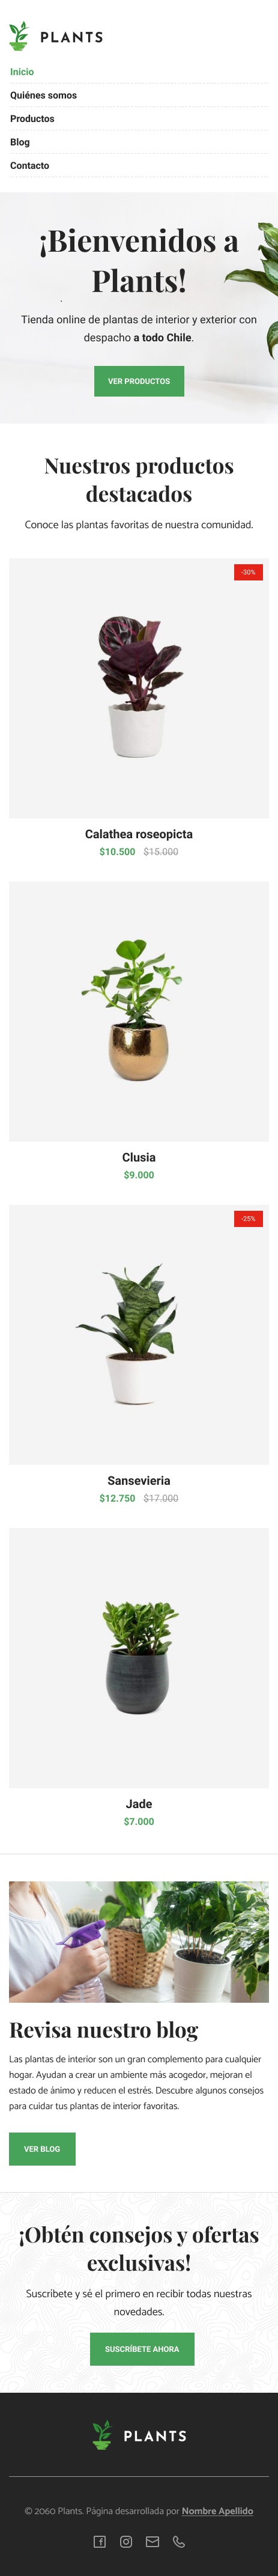 PLANTS
Inicio
Quiénes somos
Productos
Blog
Contacto
¡Bienvenidos a
Plants!
Tienda online de plantas de interior y exterior con
despacho a todo Chile.
VER PRODUCTOS
Nuestros productos
destacados
Conoce las plantas favoritas de nuestra comunidad.
-30%
Calathea roseopicta
$10.500 $15.000
Clusia
$9.000
-25%
Sansevieria
$12.750 $17.000
Jade
$7.000
Revisa nuestro blog
Las plantas de interior son un gran complemento para cualquier
hogar. Ayudan a crear un ambiente más acogedor, mejoran el
estado de ánimo y reducen el estrés. Descubre algunos consejos
para cuidar tus plantas de interior favoritas.
VER BLOG
¡Obtén consejos y ofertas
exclusivas!
Suscríbete y sé el primero en recibir todas nuestras
novedades.
SUSCRÍBETE AHORA
PLANTS
© 2060 Plants. Página desarrollada por Nombre Apellido